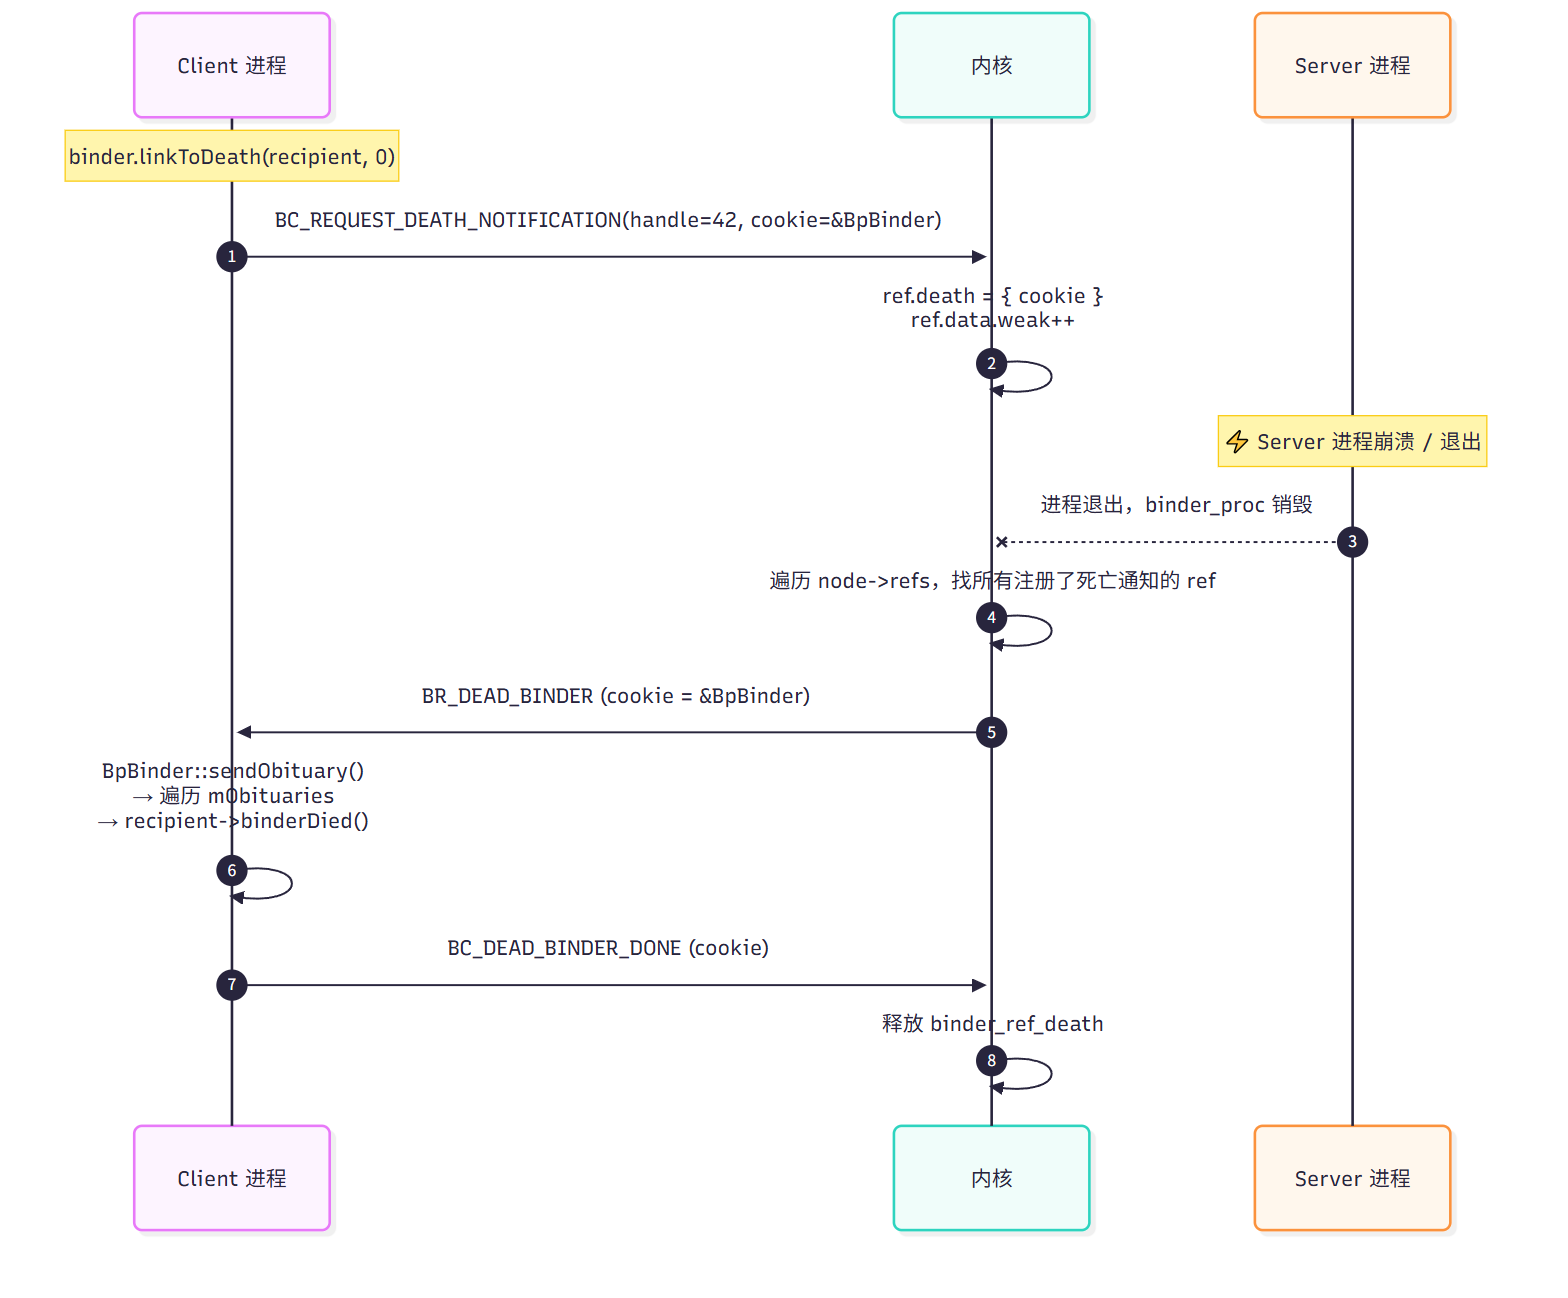 Client 进程
内核
Server 进程
binder.linkToDeath(recipient, 0)
BC_REQUEST_DEATH_NOTIFICATION(handle=42, cookie=&BpBinder)
1
ref.death = { cookie }
ref.data.weak++
2
⚡ Server 进程崩溃 / 退出
进程退出，binder_proc 销毁
3
遍历 node->refs，找所有注册了死亡通知的 ref
4
BR_DEAD_BINDER (cookie = &BpBinder)
5
BpBinder::sendObituary()
→ 遍历 mObituaries
→ recipient->binderDied()
6
BC_DEAD_BINDER_DONE (cookie)
7
释放 binder_ref_death
8
Client 进程
内核
Server 进程